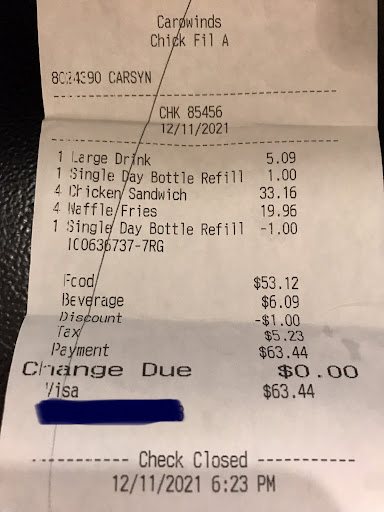 Carowinds
Chick Fil A
CARSYN
CHK 85456
12/11/2021
1 Large Drink 5.09
1 Single Day Bottle Refill 1.00
4 Chicken Sandwich 33.16
4 Waffle Fries 19.96
1 Single Day Bottle Refill -1.00
IC0636737-7RG
Food $53.12
Beverage $6.09
Discount -$1.00
Tax $5.23
Payment $63.44
Change Due $0.00
Visa $63.44
Check Closed
12/11/2021 6:23 PM